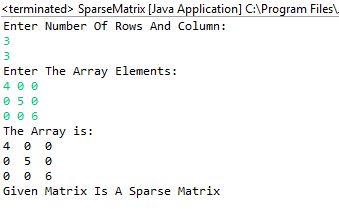 <terminated> SparseMatrix [Java Application] C:\Program Files\
Enter Number Of Rows And Column:
3
3
Enter The Array Elements:
4 0 0
0 5 0
0 0 6
The Array is:
4 0 0
0 5 0
0 0 6
Given Matrix Is A Sparse Matrix